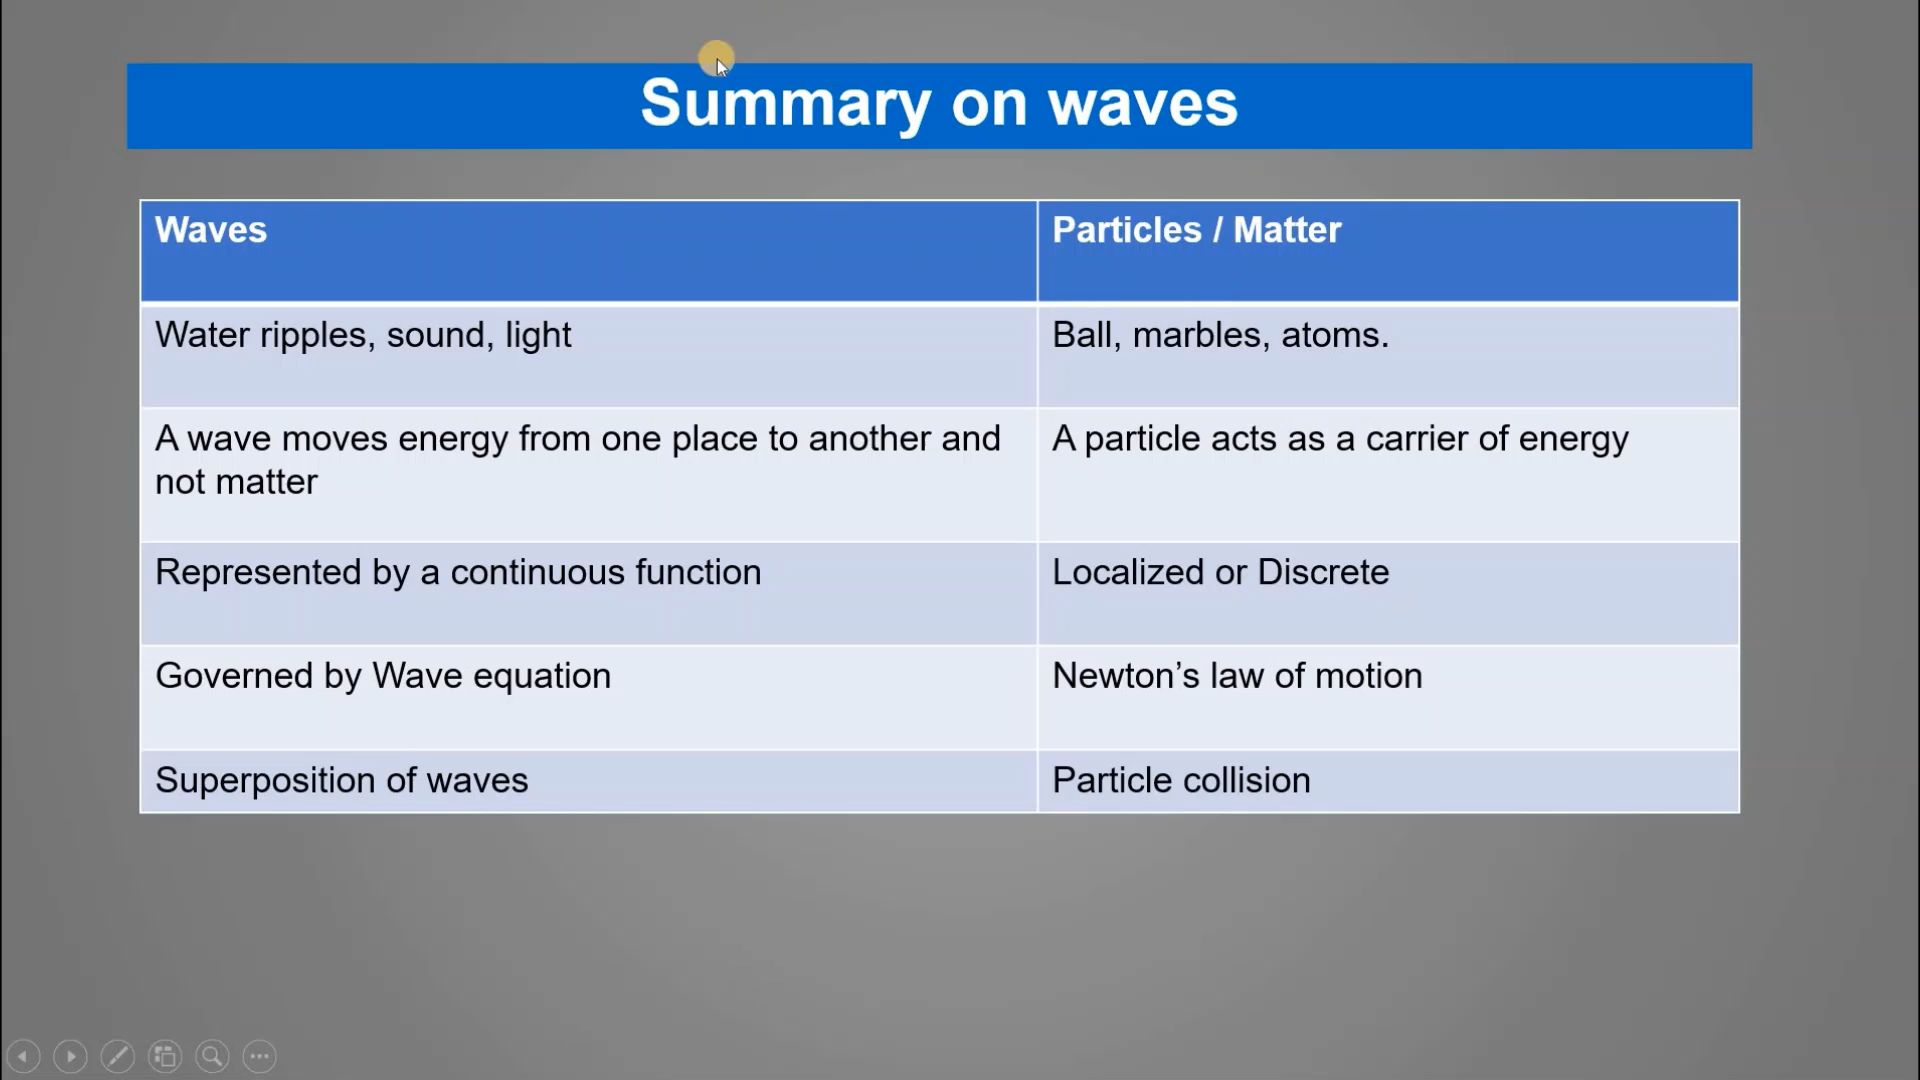 Summary on waves
Waves
Particles / Matter
Water ripples, sound, light
Ball, marbles, atoms.
A wave moves energy from one place to another and
not matter
A particle acts as a carrier of energy
Represented by a continuous function
Localized or Discrete
Governed by Wave equation
Newton’s law of motion
Superposition of waves
Particle collision